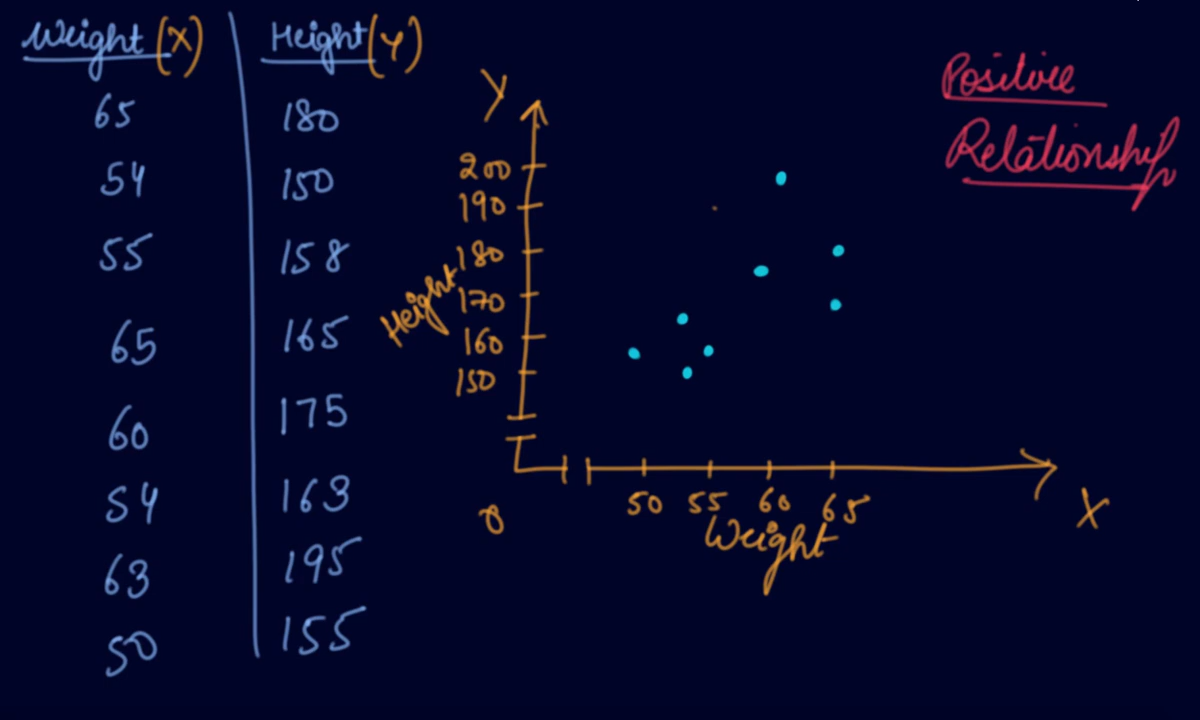 Weight (X) Height (Y)
65 180
54 150
55 158
65 165
60 175
54 163
63 195
50 155
Y
200
190
180
170
160
150
Height
0
50 55 60 65
Weight
X
Positive
Relationship